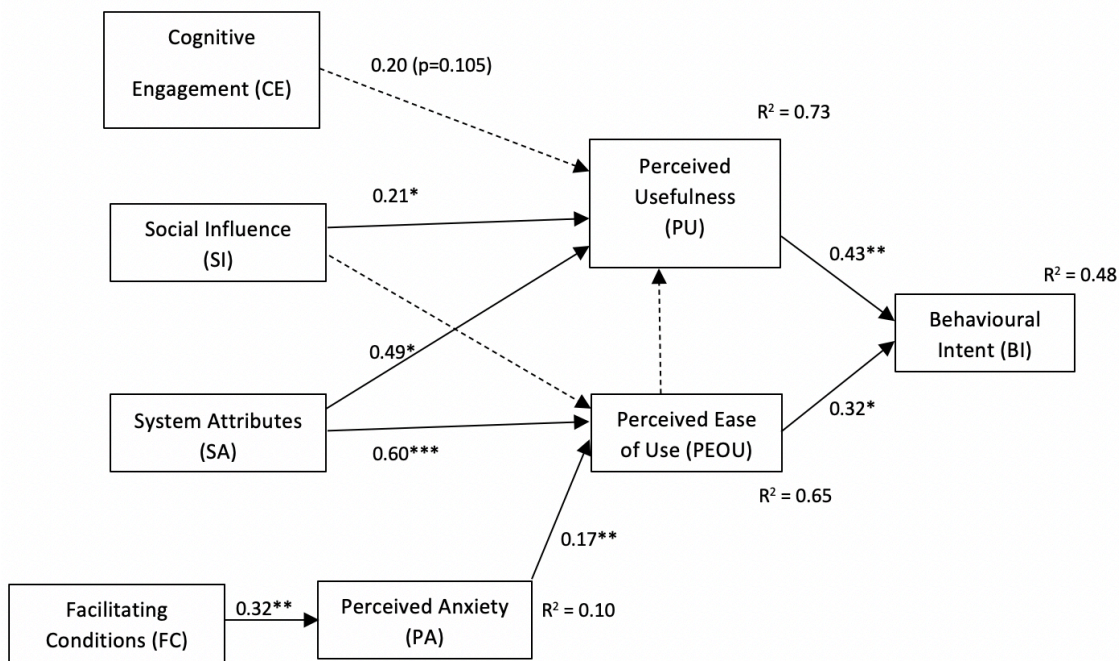 Cognitive
Engagement (CE)
0.20 (p=0.105)
R² = 0.73
Perceived
Usefulness
(PU)
0.21*
Social Influence
(SI)
0.43**
R² = 0.48
Behavioural
Intent (BI)
0.49*
System Attributes
(SA)
0.60***
Perceived Ease
of Use (PEOU)
0.32*
R² = 0.65
0.17**
Facilitating
Conditions (FC)
0.32**
Perceived Anxiety
(PA)
R² = 0.10